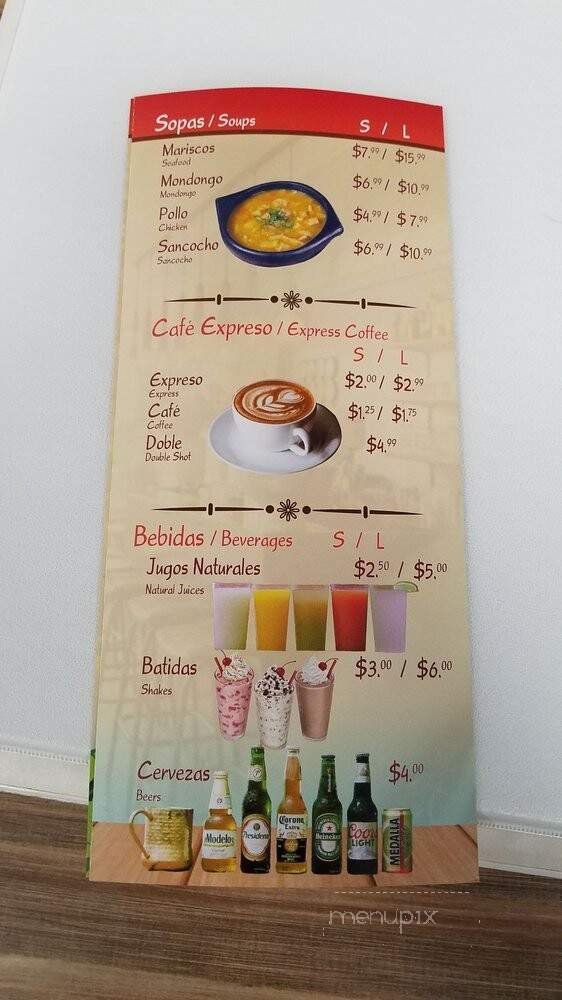 Sopas / Soups S / L
Mariscos $7.99 / $15.99
Seafood
Mondongo $6.99 / $10.99
Mondongo
Pollo $4.99 / $7.99
Chicken
Sancocho $6.99 / $10.99
Sancocho
Café Expreso / Express Coffee
S / L
Expreso $2.00 / $2.99
Express
Café $1.25 / $1.75
Coffee
Doble $4.99
Double Shot
Bebidas / Beverages S / L
Jugos Naturales $2.50 / $5.00
Natural Juices
Batidas $3.00 / $6.00
Shakes
Cervezas $4.00
Beers
Modelo
Presidente
Corona
Extra
Heineken
Coors
LIGHT
MEDALLA
menupix